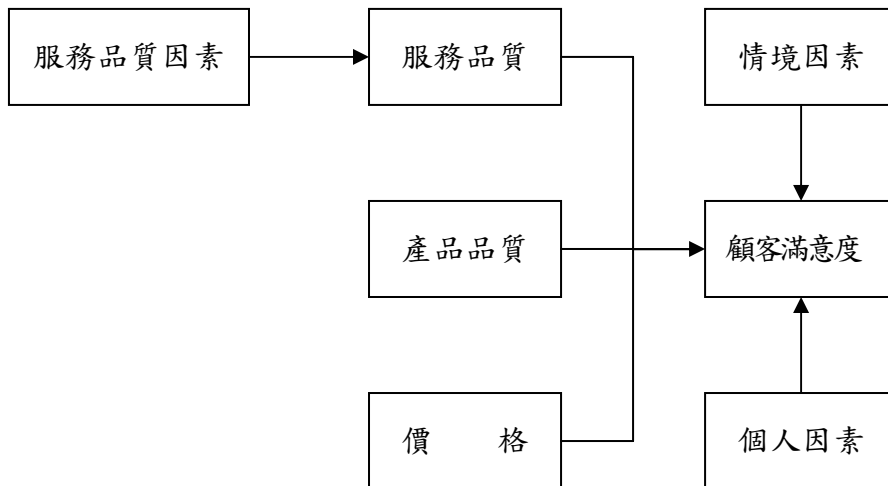 服務品質因素
服務品質
情境因素
產品品質
顧客滿意度
價　　格
個人因素